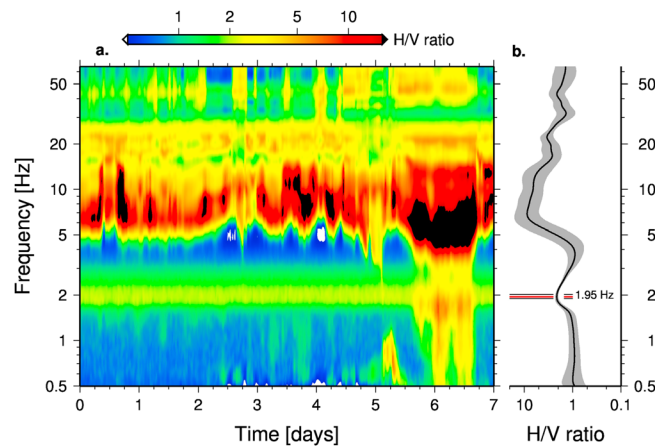 1 2 5 10
a. H/V ratio b.
50 50
20 20
10 10
5 5
2 1.95 Hz 2
1 1
0.5 0.5
0 1 2 3 4 5 6 7 10 1 0.1
Time [days] H/V ratio
Frequency [Hz]